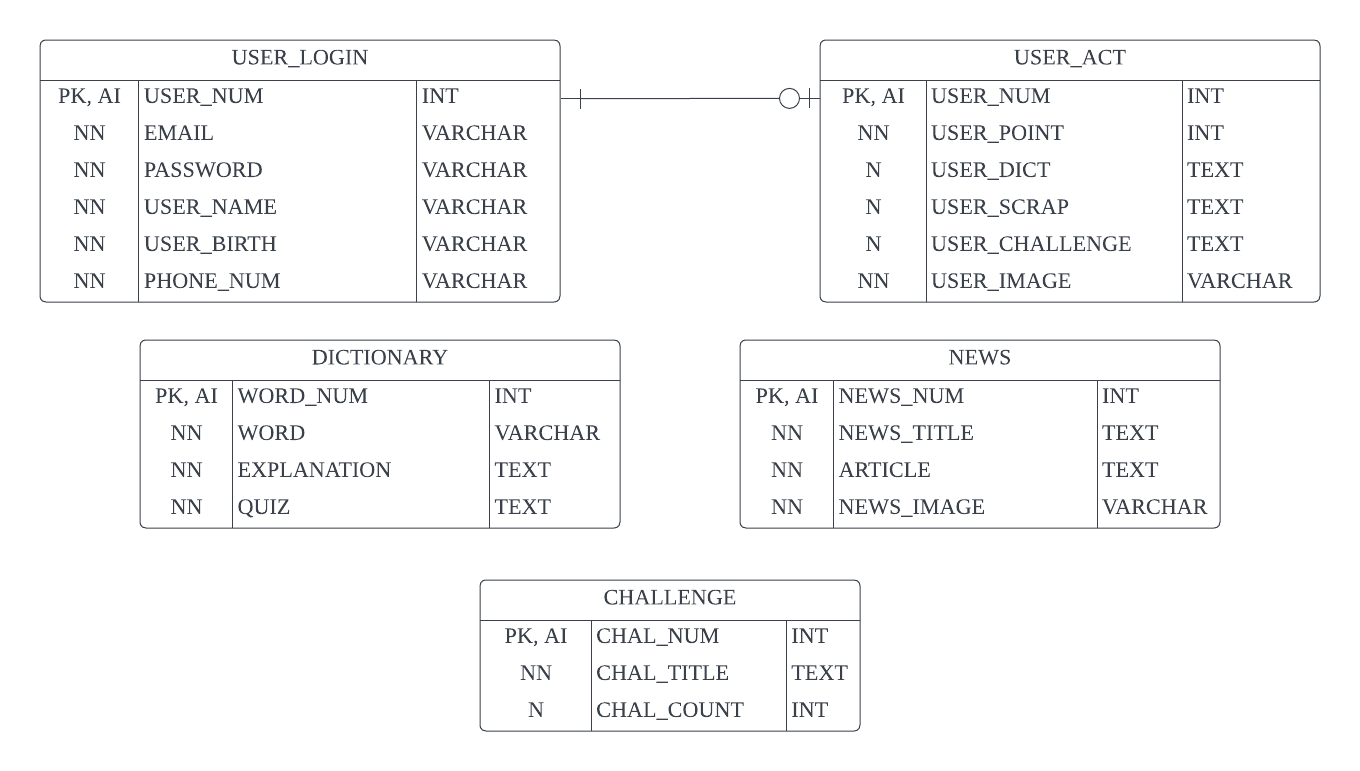 USER_LOGIN
PK, AI USER_NUM INT
NN EMAIL VARCHAR
NN PASSWORD VARCHAR
NN USER_NAME VARCHAR
NN USER_BIRTH VARCHAR
NN PHONE_NUM VARCHAR
USER_ACT
PK, AI USER_NUM INT
NN USER_POINT INT
N USER_DICT TEXT
N USER_SCRAP TEXT
N USER_CHALLENGE TEXT
NN USER_IMAGE VARCHAR
DICTIONARY
PK, AI WORD_NUM INT
NN WORD VARCHAR
NN EXPLANATION TEXT
NN QUIZ TEXT
NEWS
PK, AI NEWS_NUM INT
NN NEWS_TITLE TEXT
NN ARTICLE TEXT
NN NEWS_IMAGE VARCHAR
CHALLENGE
PK, AI CHAL_NUM INT
NN CHAL_TITLE TEXT
N CHAL_COUNT INT